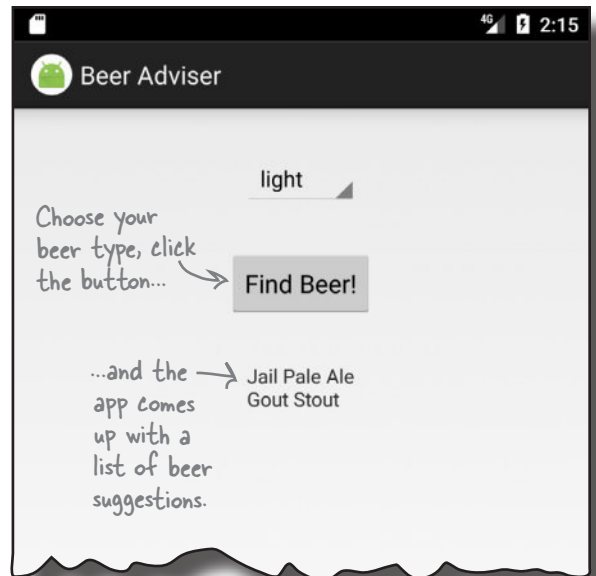 4G 2:15
Beer Adviser
light
Choose your
beer type, click
the button...
Find Beer!
...and the
app comes
up with a
list of beer
suggestions.
Jail Pale Ale
Gout Stout